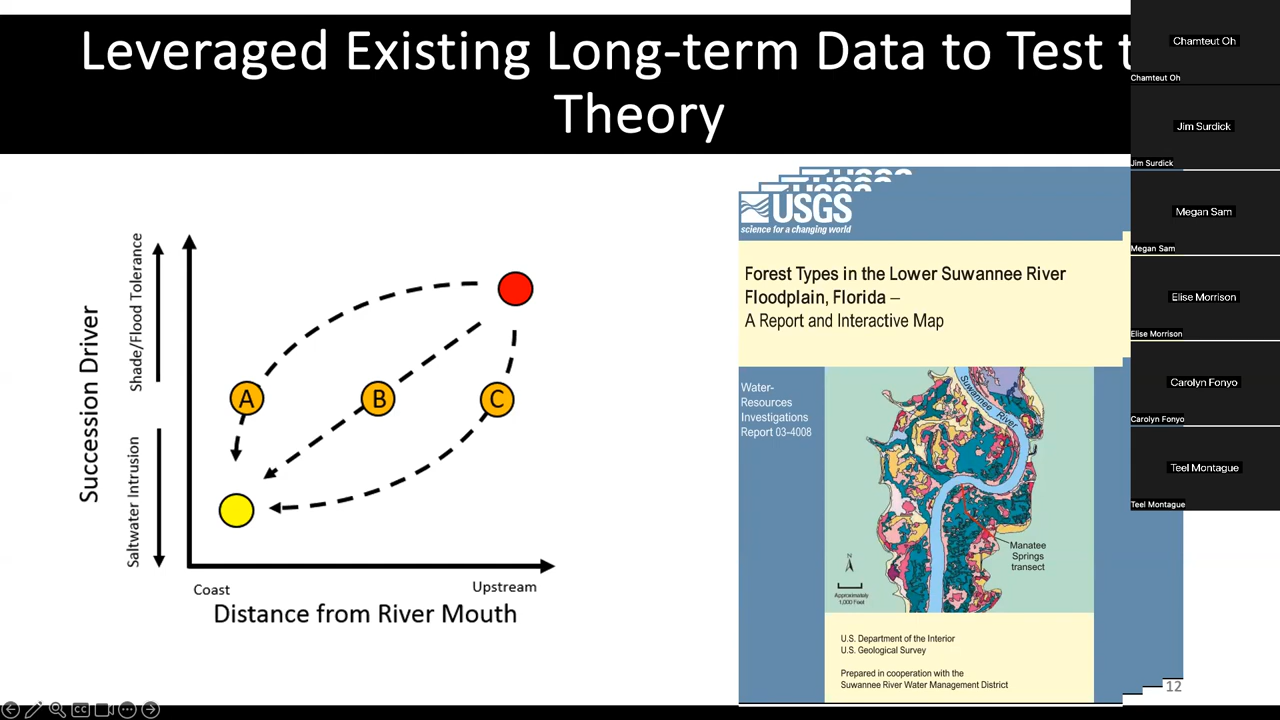 Leveraged Existing Long-term Data to Test t
Theory
Succession Driver
Shade/Flood Tolerance
Saltwater Intrusion
A
B
C
Coast
Upstream
Distance from River Mouth
USGS
USGS
USGS
USGS
science for a changing world
Forest Types in the Lower Suwannee River
Floodplain, Florida –
A Report and Interactive Map
Water-
Resources
Investigations
Report 03-4008
Suwannee River
Manatee
Springs
transect
N
Approximately
1,000 Feet
U.S. Department of the Interior
U.S. Geological Survey
Prepared in cooperation with the
Suwannee River Water Management District
12
Chamteut Oh
Chamteut Oh
Jim Surdick
Jim Surdick
Megan Sam
Megan Sam
Elise Morrison
Elise Morrison
Carolyn Fonyo
Carolyn Fonyo
Teel Montague
Teel Montague
CC